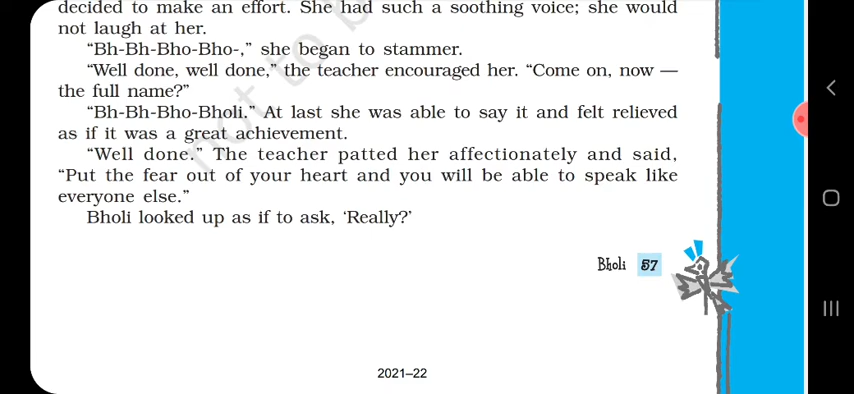 decided to make an effort. She had such a soothing voice; she would
not laugh at her.
“Bh-Bh-Bho-Bho-,” she began to stammer.
“Well done, well done,” the teacher encouraged her. “Come on, now —
the full name?”
“Bh-Bh-Bho-Bholi.” At last she was able to say it and felt relieved
as if it was a great achievement.
“Well done.” The teacher patted her affectionately and said,
“Put the fear out of your heart and you will be able to speak like
everyone else.”
Bholi looked up as if to ask, ‘Really?’
Bholi 57
2021–22
not to b